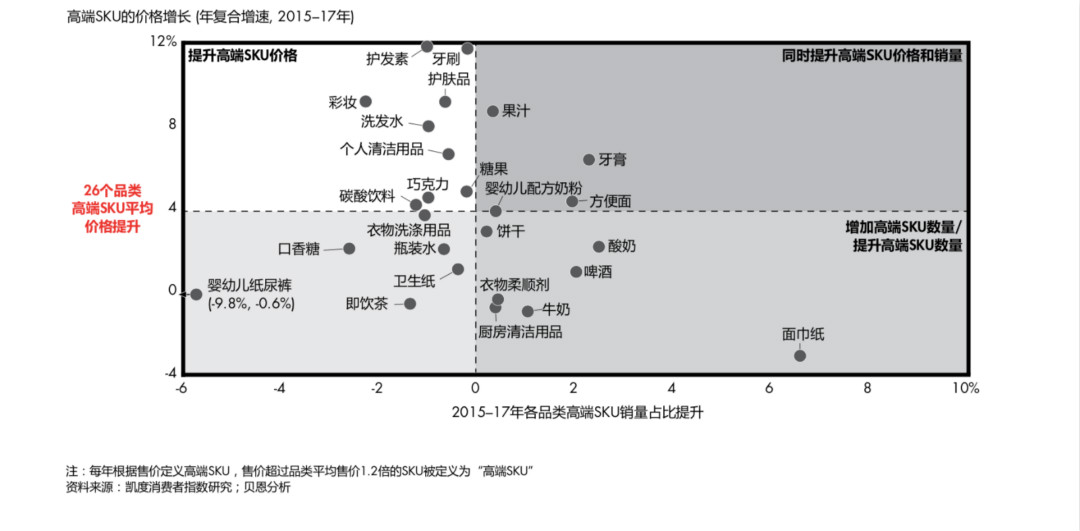 高端SKU的价格增长 (年复合增速, 2015–17年)
12%
提升高端SKU价格
同时提升高端SKU价格和销量
护发素
牙刷
护肤品
彩妆
果汁
8
洗发水
个人清洁用品
牙膏
糖果
26个品类
高端SKU平均
价格提升
巧克力
婴幼儿配方奶粉
碳酸饮料
方便面
4
增加高端SKU数量/
提升高端SKU数量
衣物洗涤用品
饼干
口香糖
瓶装水
酸奶
卫生纸
啤酒
0
婴幼儿纸尿裤
(-9.8%, -0.6%)
衣物柔顺剂
即饮茶
牛奶
厨房清洁用品
面巾纸
-4
-6
-4
-2
0
2
4
6
8
10%
2015–17年各品类高端SKU销量占比提升
注：每年根据售价定义高端SKU，售价超过品类平均售价1.2倍的SKU被定义为“高端SKU”
资料来源：凯度消费者指数研究；贝恩分析